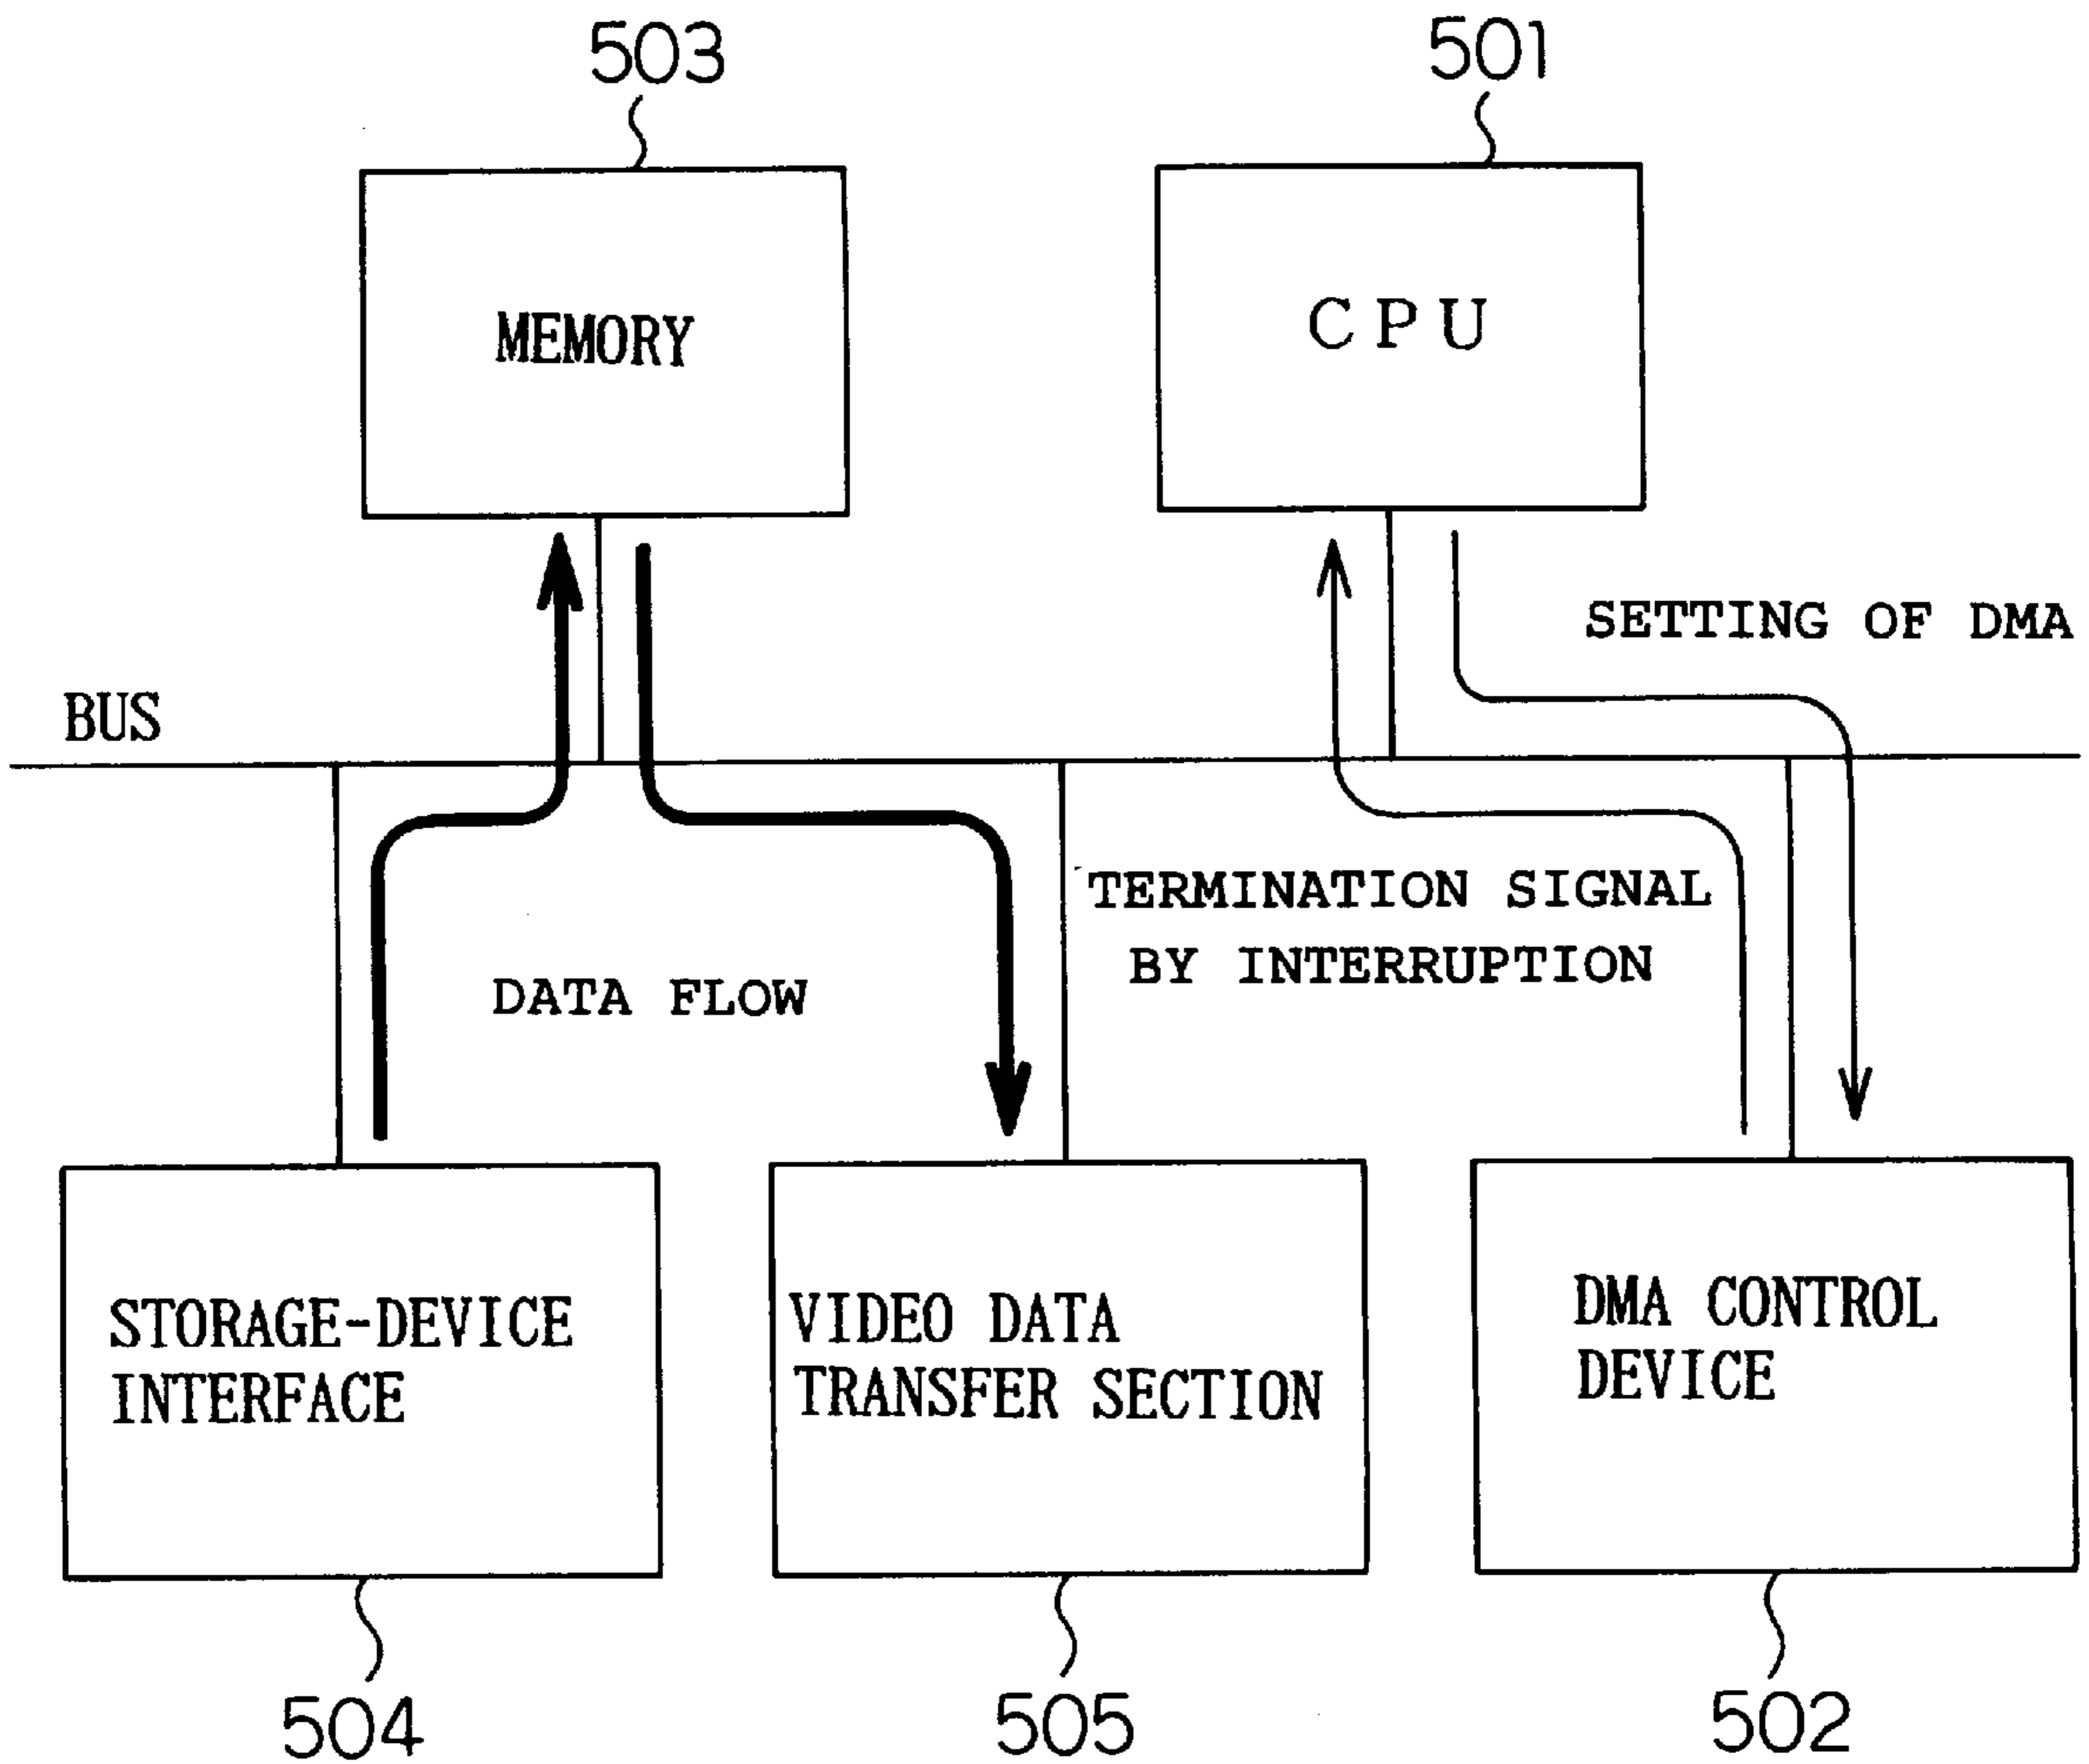 503
501
MEMORY
CPU
SETTING OF DMA
BUS
TERMINATION SIGNAL
BY INTERRUPTION
DATA FLOW
STORAGE-DEVICE
INTERFACE
VIDEO DATA
TRANSFER SECTION
DMA CONTROL
DEVICE
504
505
502